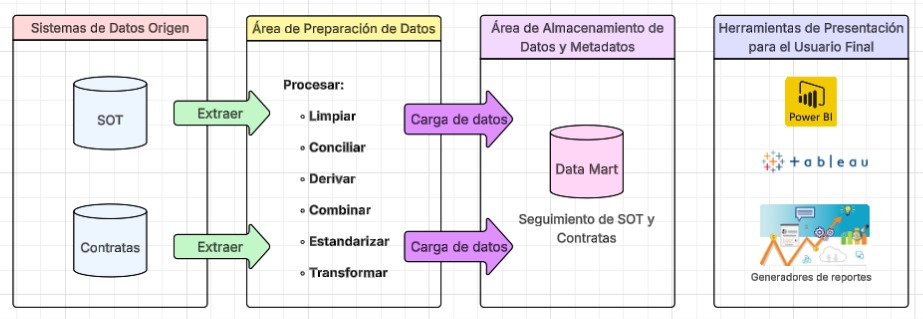 Sistemas de Datos Origen
SOT
Contratas
Extraer
Extraer
Área de Preparación de Datos
Procesar:
Limpiar
Conciliar
Derivar
Combinar
Estandarizar
Transformar
Carga de datos
Carga de datos
Área de Almacenamiento de
Datos y Metadatos
Data Mart
Seguimiento de SOT y
Contratas
Herramientas de Presentación
para el Usuario Final
Power BI
+ableau
Generadores de reportes